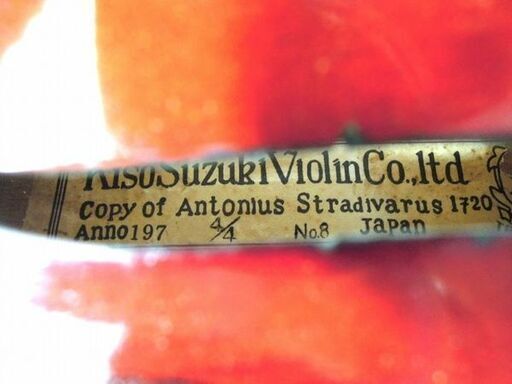 KisoSuzukiViolinCo.,ltd
Copy of Antonius Stradivarus 1720
Anno197 4/4 No.8 Japan